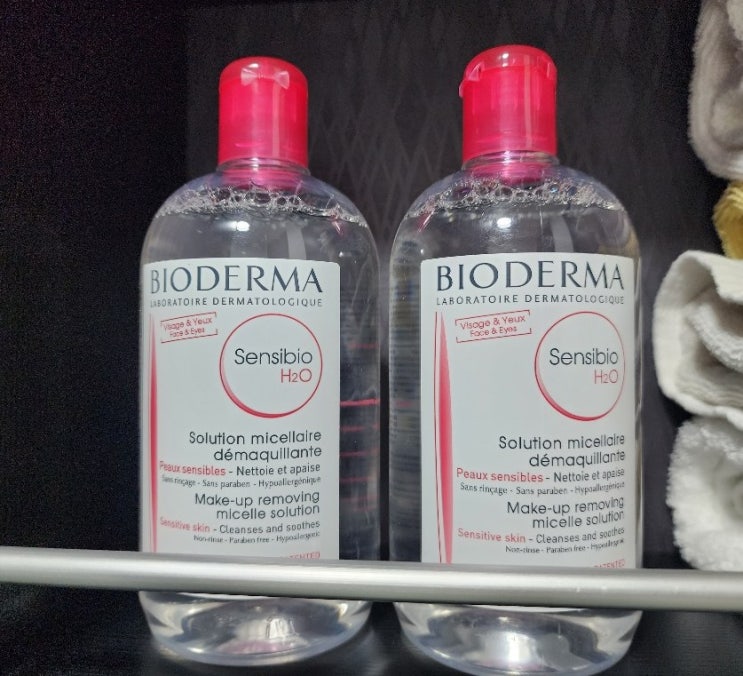 BIODERMA
LABORATOIRE DERMATOLOGIQUE
Visage & Yeux
Face & Eyes
Sensibio
H2O
Solution micellaire
démaquillante
Peaux sensibles - Nettoie et apaise
Sans rinçage - Sans paraben - Hypoallergénique
Make-up removing
micelle solution
Sensitive skin - Cleanses and soothes
Non-rinse - Paraben free - Hypoallergenic
PATENTED
BIODERMA
LABORATOIRE DERMATOLOGIQUE
Visage & Yeux
Face & Eyes
Sensibio
H2O
Solution micellaire
démaquillante
Peaux sensibles - Nettoie et apaise
Sans rinçage - Sans paraben - Hypoallergénique
Make-up removing
micelle solution
Sensitive skin - Cleanses and soothes
Non-rinse - Paraben free - Hypoallergenic
PATENTED